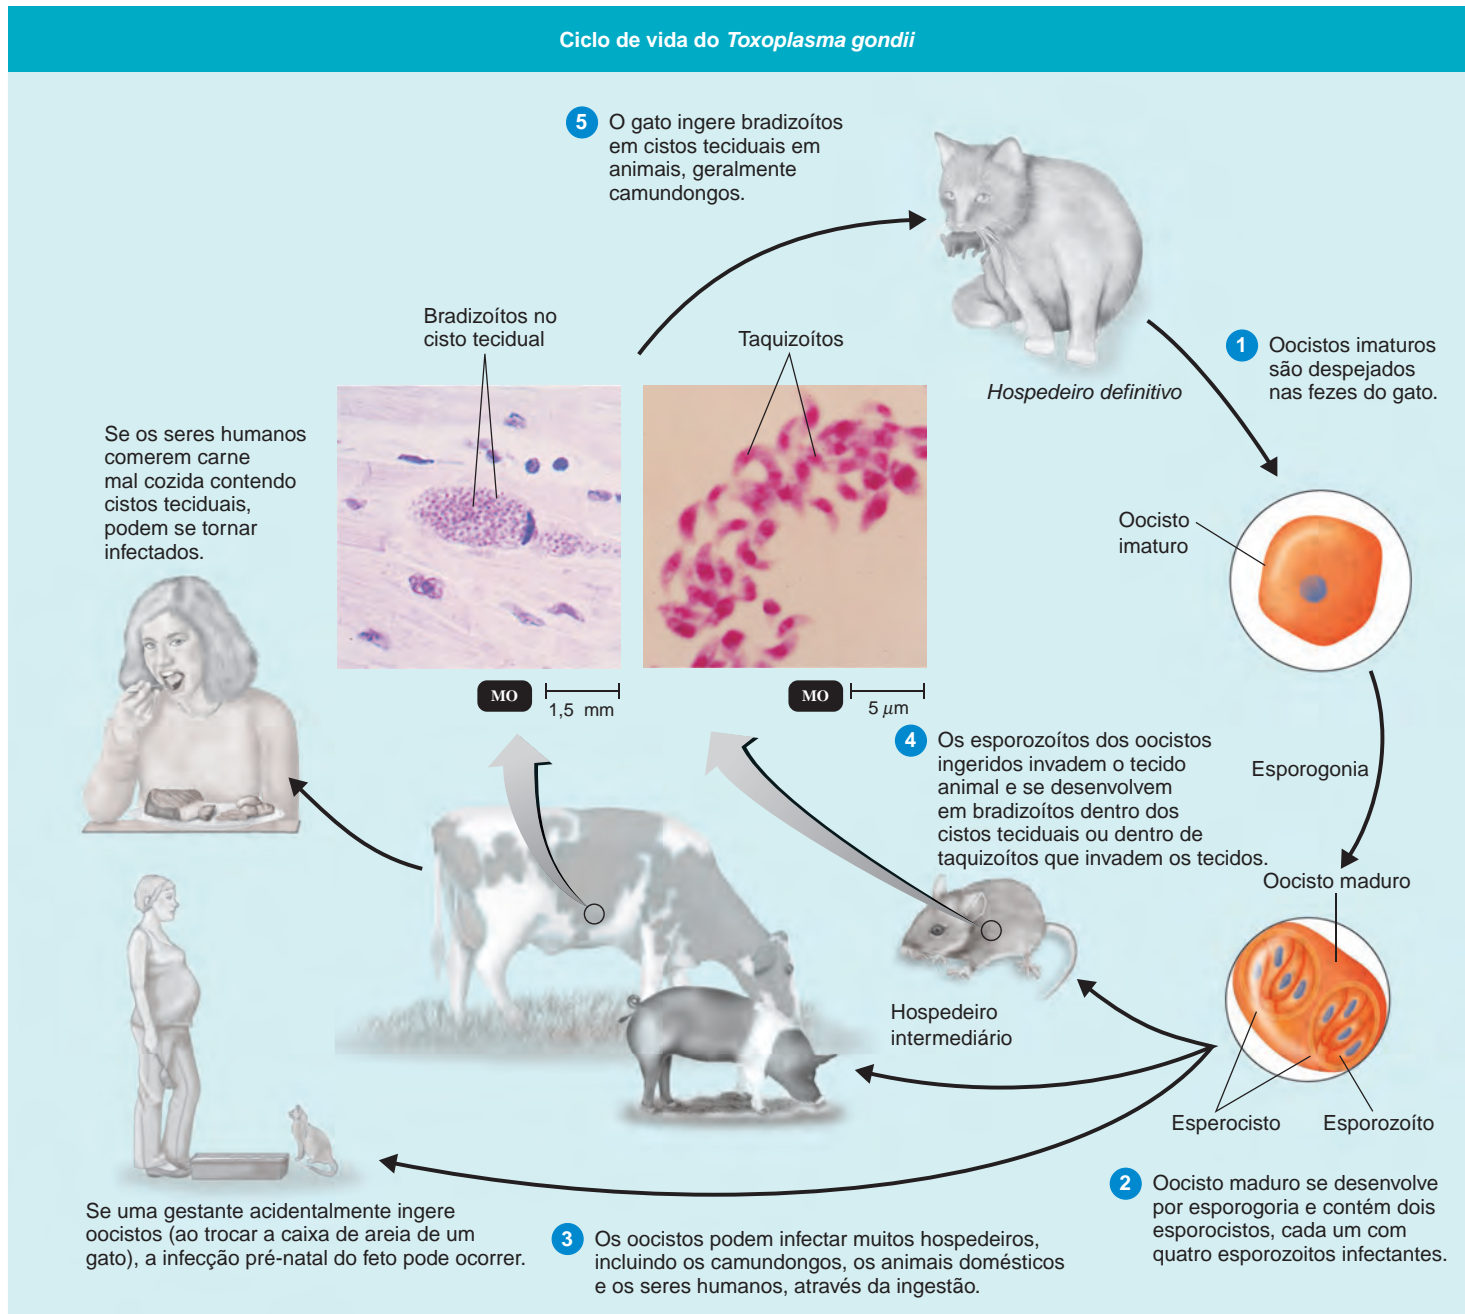 Ciclo de vida do Toxoplasma gondii
5 O gato ingere bradizoítos
em cistos teciduais em
animais, geralmente
camundongos.
Bradizoítos no
cisto tecidual
Taquizoítos
Hospedeiro definitivo
1 Oocistos imaturos
são despejados
nas fezes do gato.
Se os seres humanos
comerem carne
mal cozida contendo
cistos teciduais,
podem se tornar
infectados.
Oocisto
imaturo
MO
1,5 mm
MO
5 µm
4 Os esporozoítos dos oocistos
ingeridos invadem o tecido
animal e se desenvolvem
em bradizoítos dentro dos
cistos teciduais ou dentro de
taquizoítos que invadem os tecidos.
Esporogonia
Oocisto maduro
Hospedeiro
intermediário
Esperocisto
Esporozoíto
2 Oocisto maduro se desenvolve
por esporogoria e contém dois
esporocistos, cada um com
quatro esporozoitos infectantes.
Se uma gestante acidentalmente ingere
oocistos (ao trocar a caixa de areia de um
gato), a infecção pré-natal do feto pode ocorrer.
3 Os oocistos podem infectar muitos hospedeiros,
incluindo os camundongos, os animais domésticos
e os seres humanos, através da ingestão.